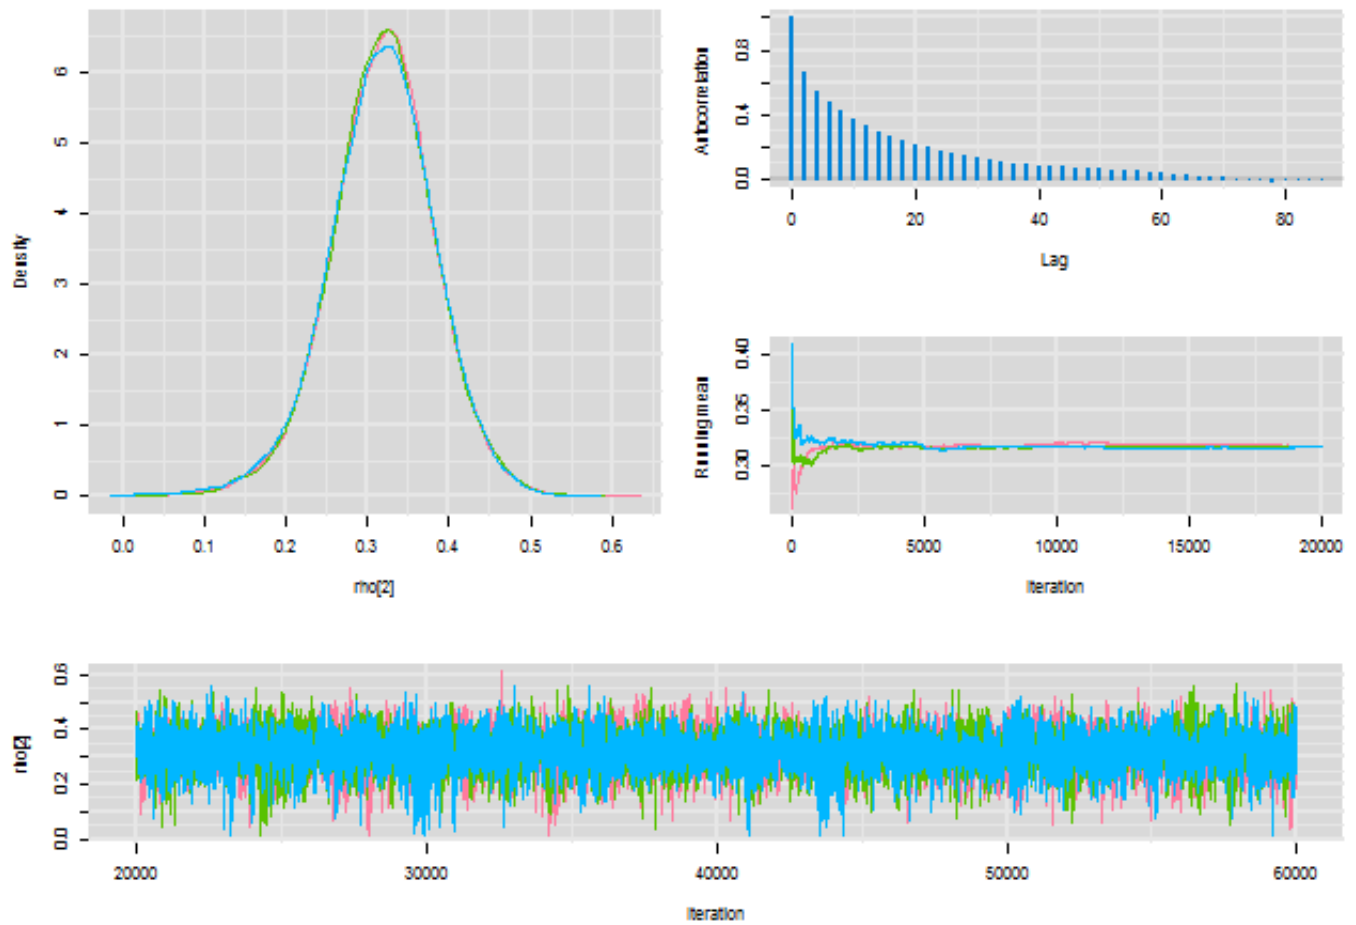 Density
0 1 2 3 4 5 6
0.0 0.1 0.2 0.3 0.4 0.5 0.6
rho[2]
Autocorrelation
0.0 0.4 0.8
0 20 40 60 80
Lag
Running mean
0.30 0.35 0.40
0 5000 10000 15000 20000
Iteration
rho[2]
0.0 0.2 0.4 0.6
20000 30000 40000 50000 60000
Iteration